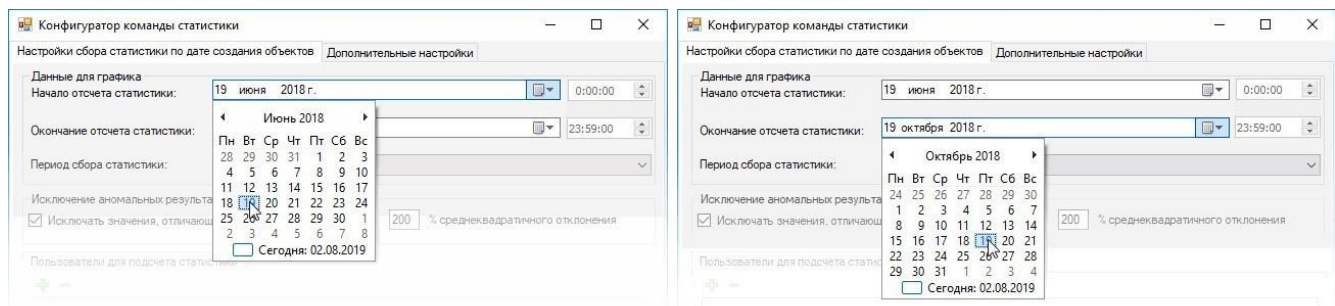 Конфигуратор команды статистики
Настройки сбора статистики по дате создания объектов Дополнительные настройки
Данные для графика
Начало отсчета статистики: 19 июня 2018 г. 0:00:00
Июнь 2018
Окончание отсчета статистики: 23:59:00
Пн Вт Ср Чт Пт Сб Вс
28 29 30 31 1 2 3
Период сбора статистики:
4 5 6 7 8 9 10
11 12 13 14 15 16 17
Исключение аномальных результа
18 19 20 21 22 23 24
Исключать значения, отличающ 200 % среднеквадратичного отклонения
25 26 27 28 29 30 1
2 3 4 5 6 7 8
Сегодня: 02.08.2019
Пользователи для подсчета статистики
Конфигуратор команды статистики
Настройки сбора статистики по дате создания объектов Дополнительные настройки
Данные для графика
Начало отсчета статистики: 19 июня 2018 г. 0:00:00
Окончание отсчета статистики: 19 октября 2018 г. 23:59:00
Октябрь 2018
Период сбора статистики:
Пн Вт Ср Чт Пт Сб Вс
24 25 26 27 28 29 30
Исключение аномальных результа
1 2 3 4 5 6 7
Исключать значения, отличающ 200 % среднеквадратичного отклонения
8 9 10 11 12 13 14
15 16 17 18 19 20 21
22 23 24 25 26 27 28
Пользователи для подсчета статис
29 30 31 1 2 3 4
Сегодня: 02.08.2019